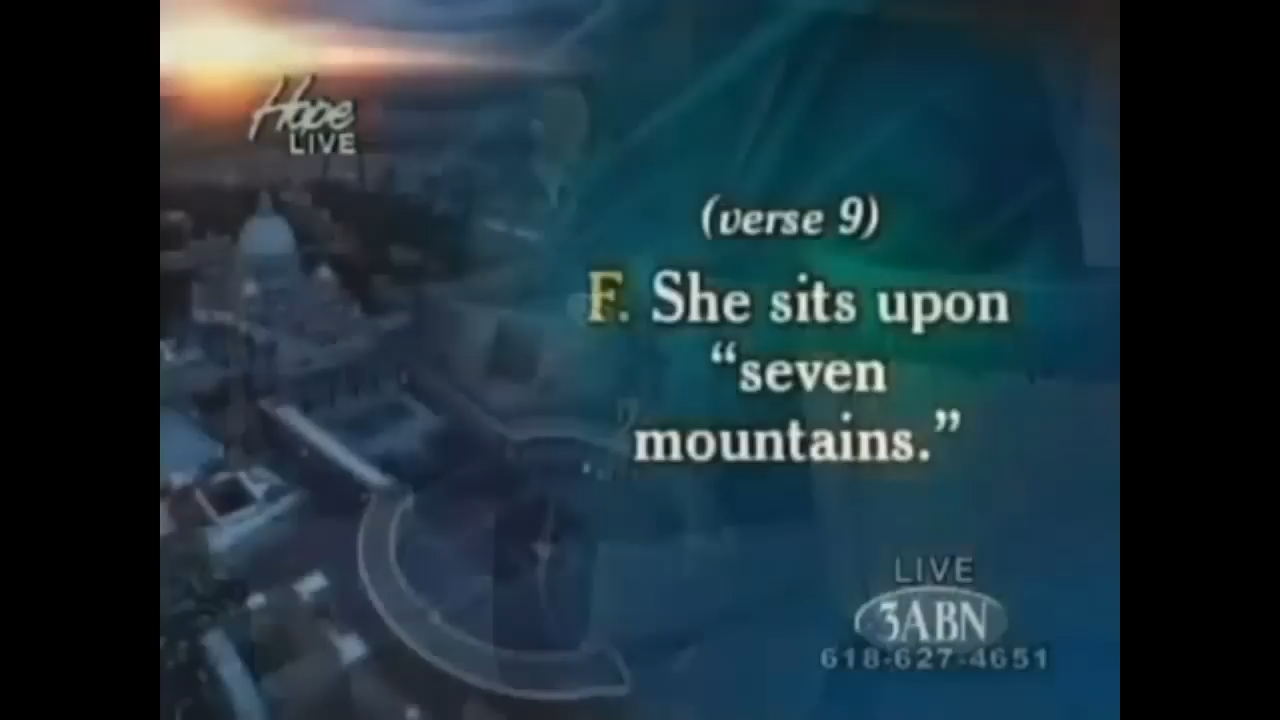 Hope
LIVE
(verse 9)
F. She sits upon
“seven
mountains.”
LIVE
3ABN
618-627-4651